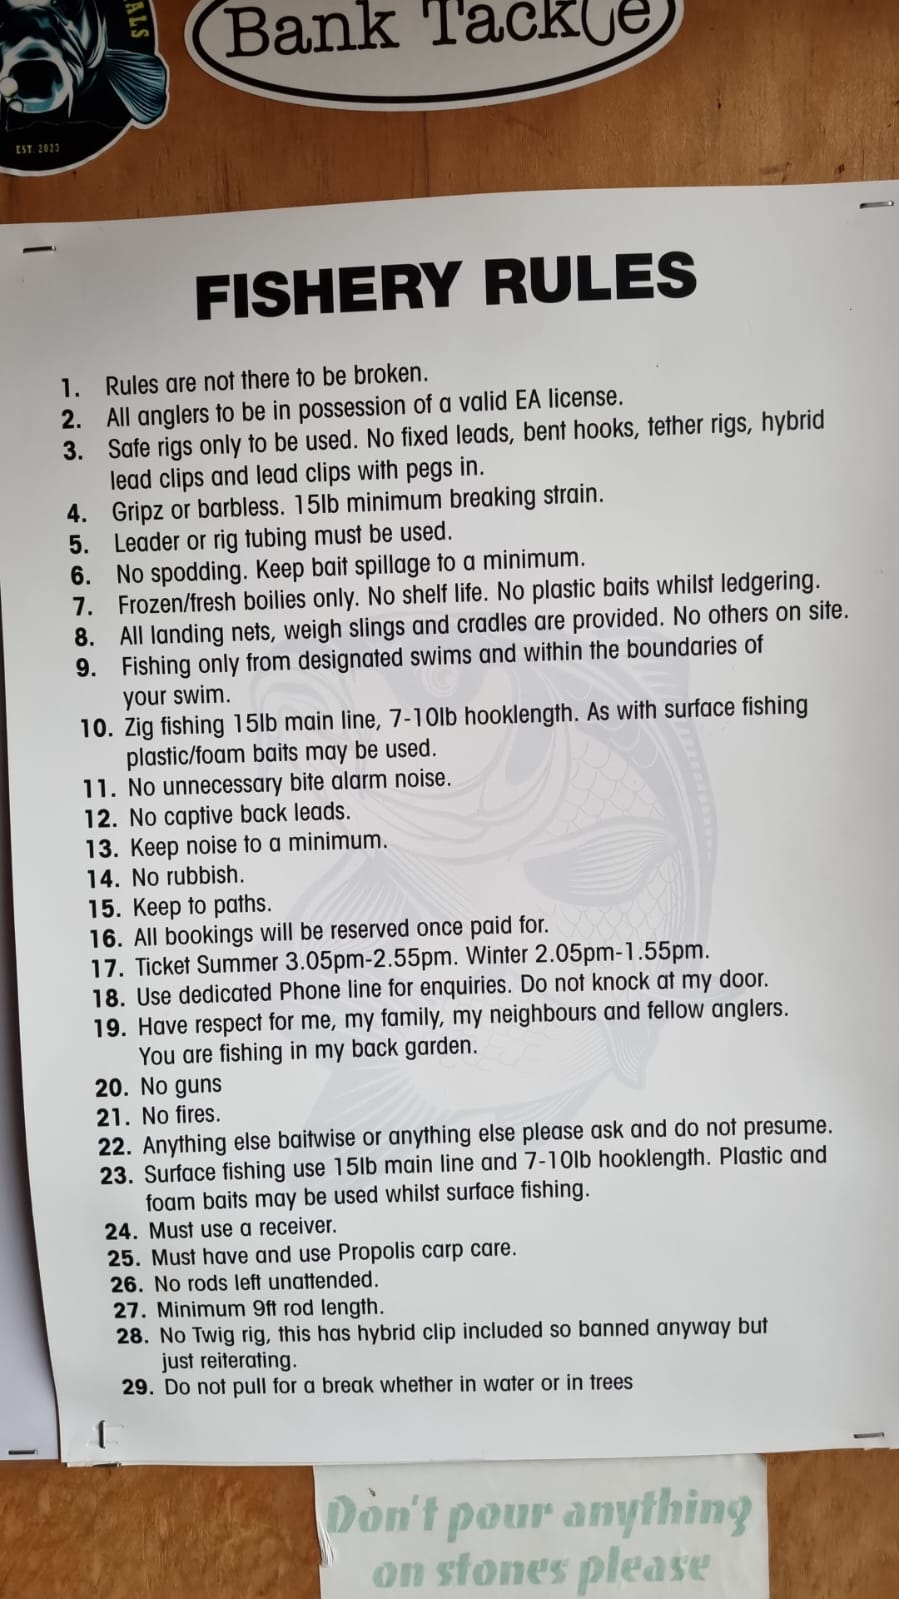 ALS
EST. 2023
Bank Tackle
FISHERY RULES
1. Rules are not there to be broken.
2. All anglers to be in possession of a valid EA license.
3. Safe rigs only to be used. No fixed leads, bent hooks, tether rigs, hybrid
lead clips and lead clips with pegs in.
4. Gripz or barbless. 15lb minimum breaking strain.
5. Leader or rig tubing must be used.
6. No spodding. Keep bait spillage to a minimum.
7. Frozen/fresh boilies only. No shelf life. No plastic baits whilst ledgering.
8. All landing nets, weigh slings and cradles are provided. No others on site.
9. Fishing only from designated swims and within the boundaries of
your swim.
10. Zig fishing 15lb main line, 7-10lb hooklength. As with surface fishing
plastic/foam baits may be used.
11. No unnecessary bite alarm noise.
12. No captive back leads.
13. Keep noise to a minimum.
14. No rubbish.
15. Keep to paths.
16. All bookings will be reserved once paid for.
17. Ticket Summer 3.05pm-2.55pm. Winter 2.05pm-1.55pm.
18. Use dedicated Phone line for enquiries. Do not knock at my door.
19. Have respect for me, my family, my neighbours and fellow anglers.
You are fishing in my back garden.
20. No guns
21. No fires.
22. Anything else baitwise or anything else please ask and do not presume.
23. Surface fishing use 15lb main line and 7-10lb hooklength. Plastic and
foam baits may be used whilst surface fishing.
24. Must use a receiver.
25. Must have and use Propolis carp care.
26. No rods left unattended.
27. Minimum 9ft rod length.
28. No Twig rig, this has hybrid clip included so banned anyway but
just reiterating.
29. Do not pull for a break whether in water or in trees
Don't pour anything
on stones please